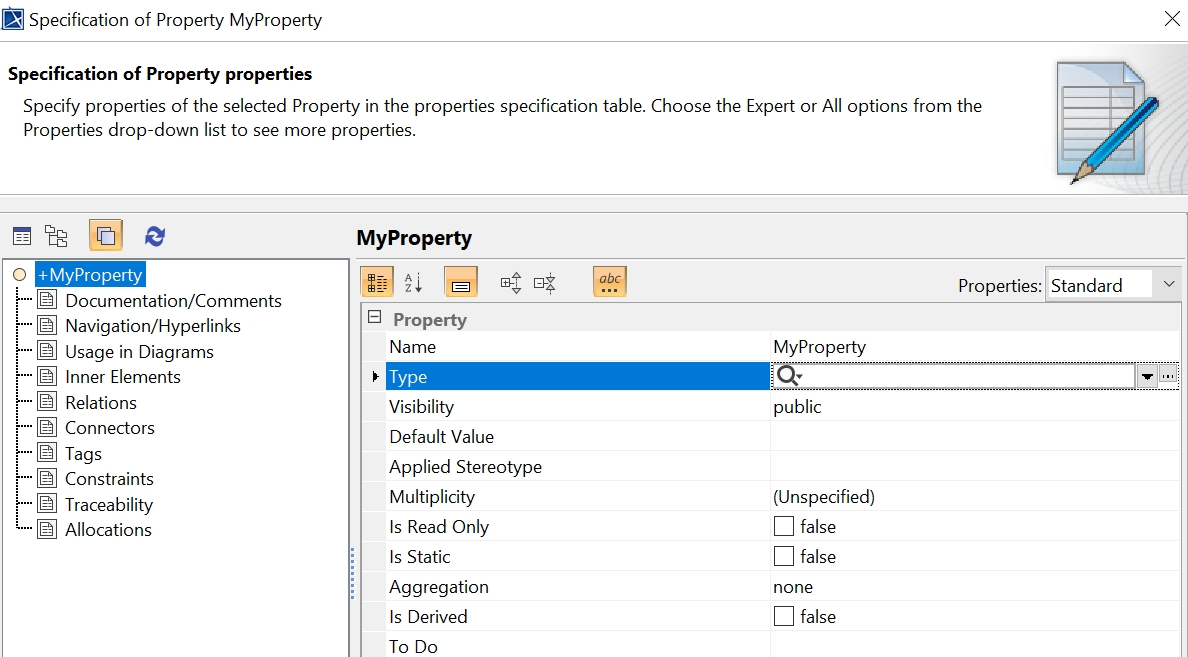 Specification of Property MyProperty
Specification of Property properties
Specify properties of the selected Property in the properties specification table. Choose the Expert or All options from the
Properties drop-down list to see more properties.
MyProperty
+MyProperty
Documentation/Comments
Navigation/Hyperlinks
Usage in Diagrams
Inner Elements
Relations
Connectors
Tags
Constraints
Traceability
Allocations
A
Z
abc
Properties: Standard
Property
Name MyProperty
Type
Visibility public
Default Value
Applied Stereotype
Multiplicity (Unspecified)
Is Read Only false
Is Static false
Aggregation none
Is Derived false
To Do